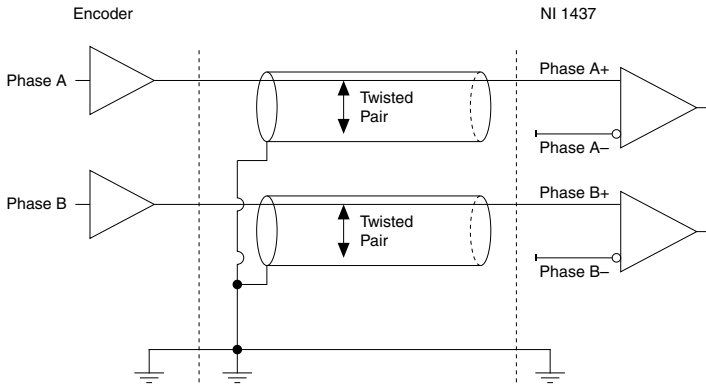 Encoder
NI 1437
Phase A
Phase A+
Twisted
Pair
Phase A–
Phase B
Phase B+
Twisted
Pair
Phase B–